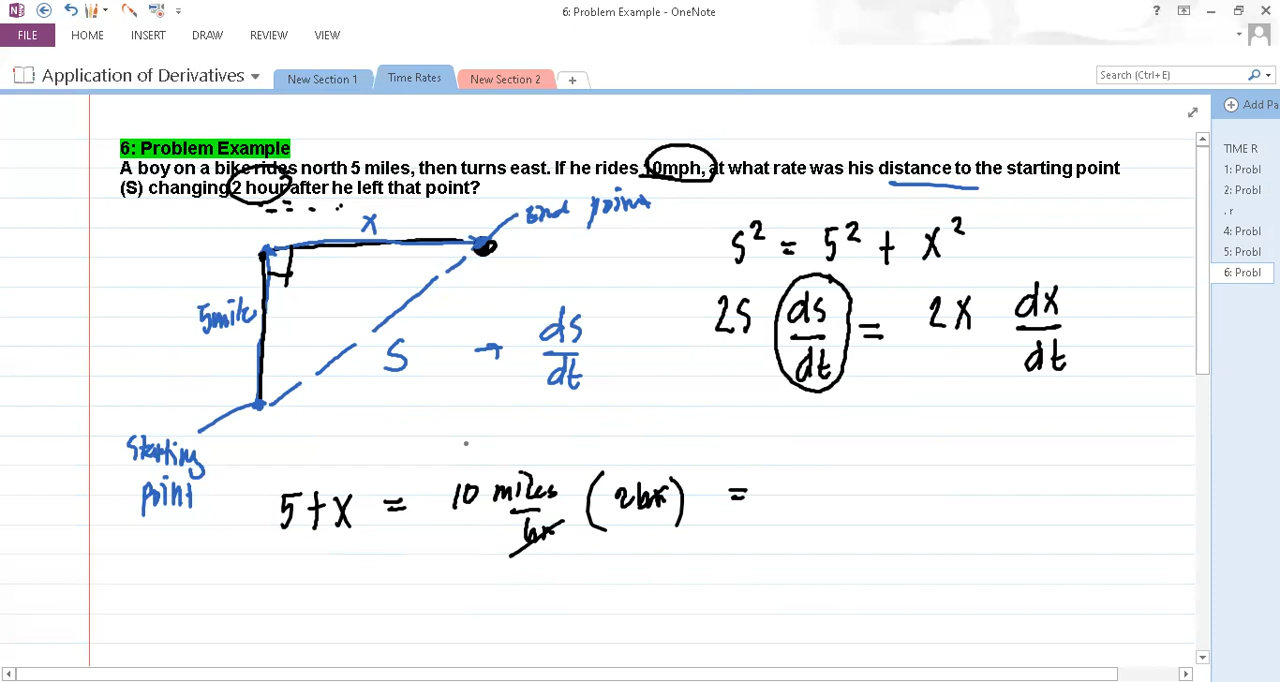 6: Problem Example - OneNote
FILE HOME INSERT DRAW REVIEW VIEW
Application of Derivatives New Section 1 Time Rates New Section 2 + Search (Ctrl+E)
Add Pa
6: Problem Example
A boy on a bike rides north 5 miles, then turns east. If he rides 10mph, at what rate was his distance to the starting point
(S) changing 2 hour after he left that point?
TIME R
1: Probl
2: Probl
. r
4: Probl
5: Probl
6: Probl
x
End point
5 mile
S → ds/dt
Starting
point
S² = 5² + x²
2S ds/dt = 2x dx/dt
5+x = 10 miles/hr (2hr) =